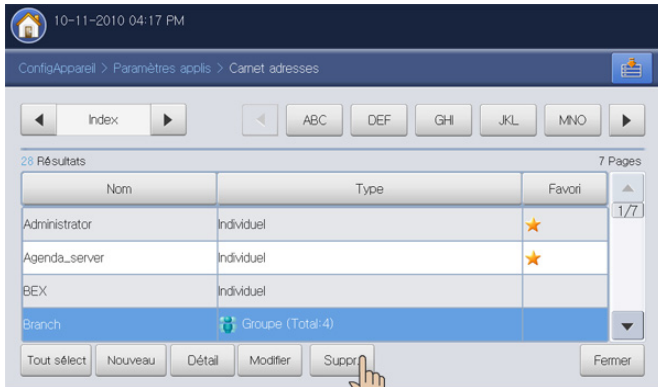 10-11-2010 04:17 PM
ConfigAppareil > Paramètres applis > Carnet adresses
Index ABC DEF GHI JKL MNO
28 Résultats 7 Pages
Nom Type Favori
1/7
Administrator Individuel
Agenda_server Individuel
BEX Individuel
Branch Groupe (Total:4)
Tout sélect Nouveau Détail Modifier Suppr. Fermer